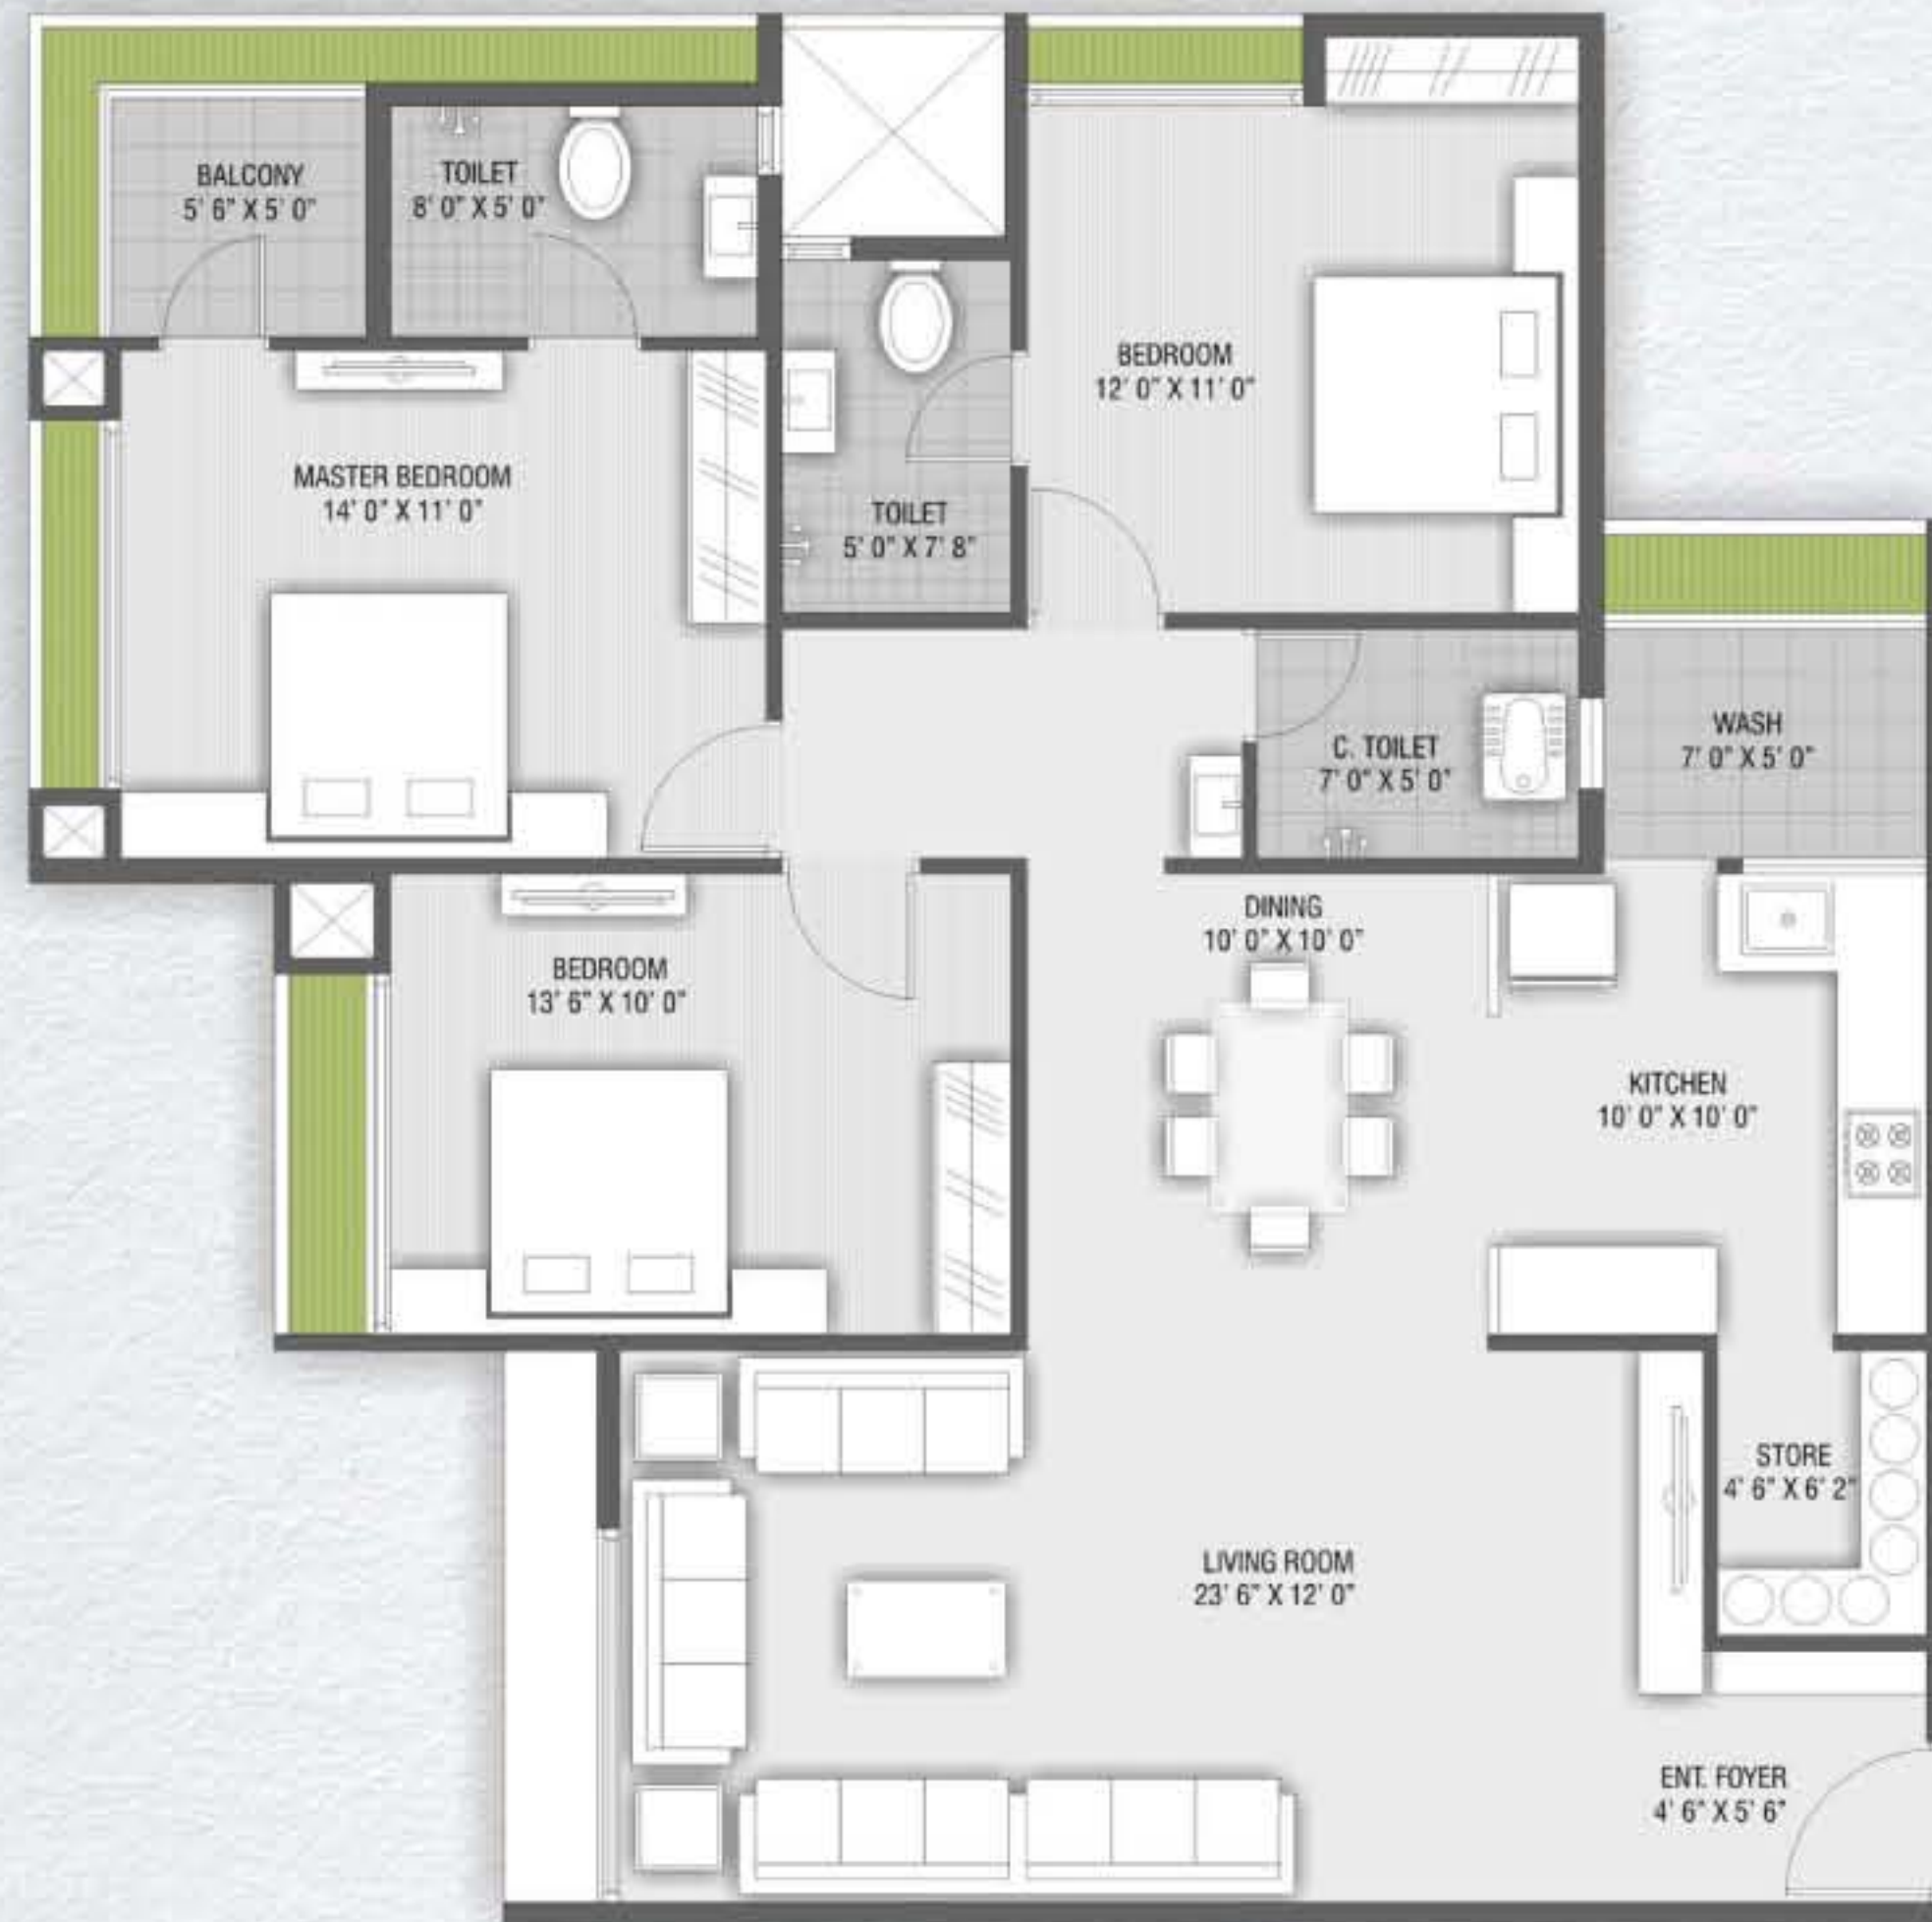 BALCONY
5' 6" X 5' 0"
TOILET
8' 0" X 5' 0"
BEDROOM
12' 0" X 11' 0"
MASTER BEDROOM
14' 0" X 11' 0"
TOILET
5' 0" X 7' 8"
C. TOILET
7' 0" X 5' 0"
WASH
7' 0" X 5' 0"
DINING
10' 0" X 10' 0"
BEDROOM
13' 6" X 10' 0"
KITCHEN
10' 0" X 10' 0"
STORE
4' 6" X 6' 2"
LIVING ROOM
23' 6" X 12' 0"
ENT. FOYER
4' 6" X 5' 6"